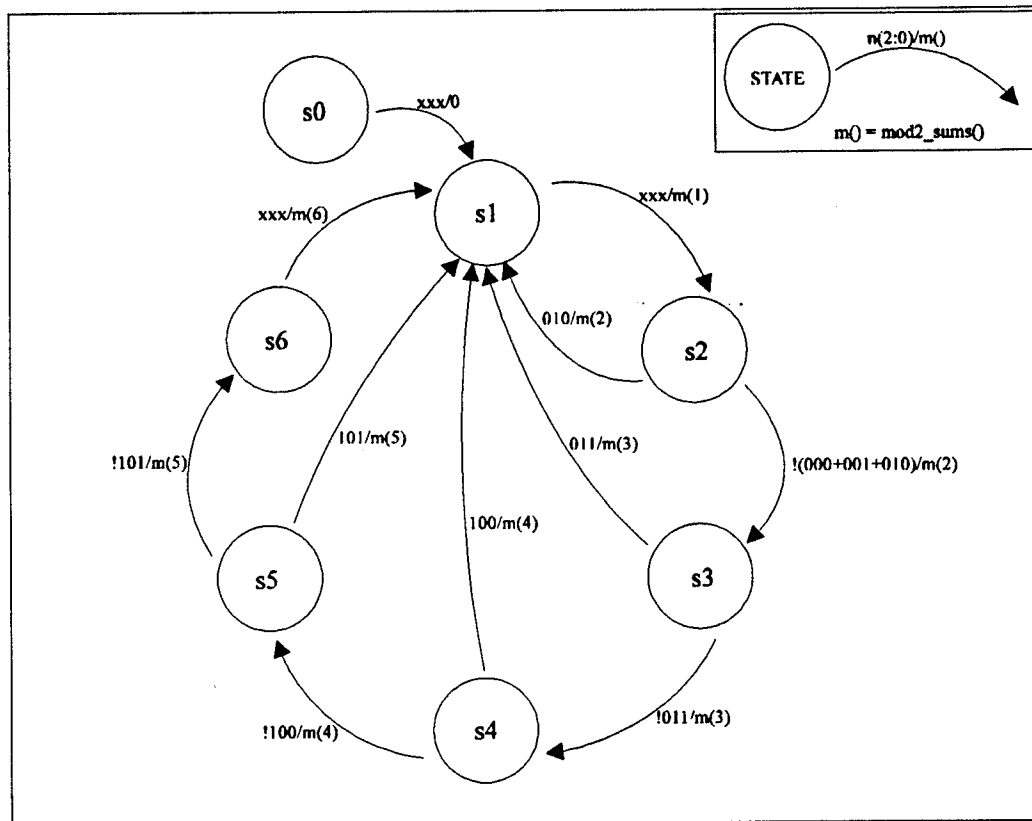 n(2:0)/m()
STATE
m() = mod2_sums()
s0
xxx/0
s1
xxx/m(6)
xxx/m(1)
010/m(2)
s6
s2
101/m(5)
011/m(3)
!101/m(5)
!(000+001+010)/m(2)
100/m(4)
s5
s3
!100/m(4)
s4
!011/m(3)